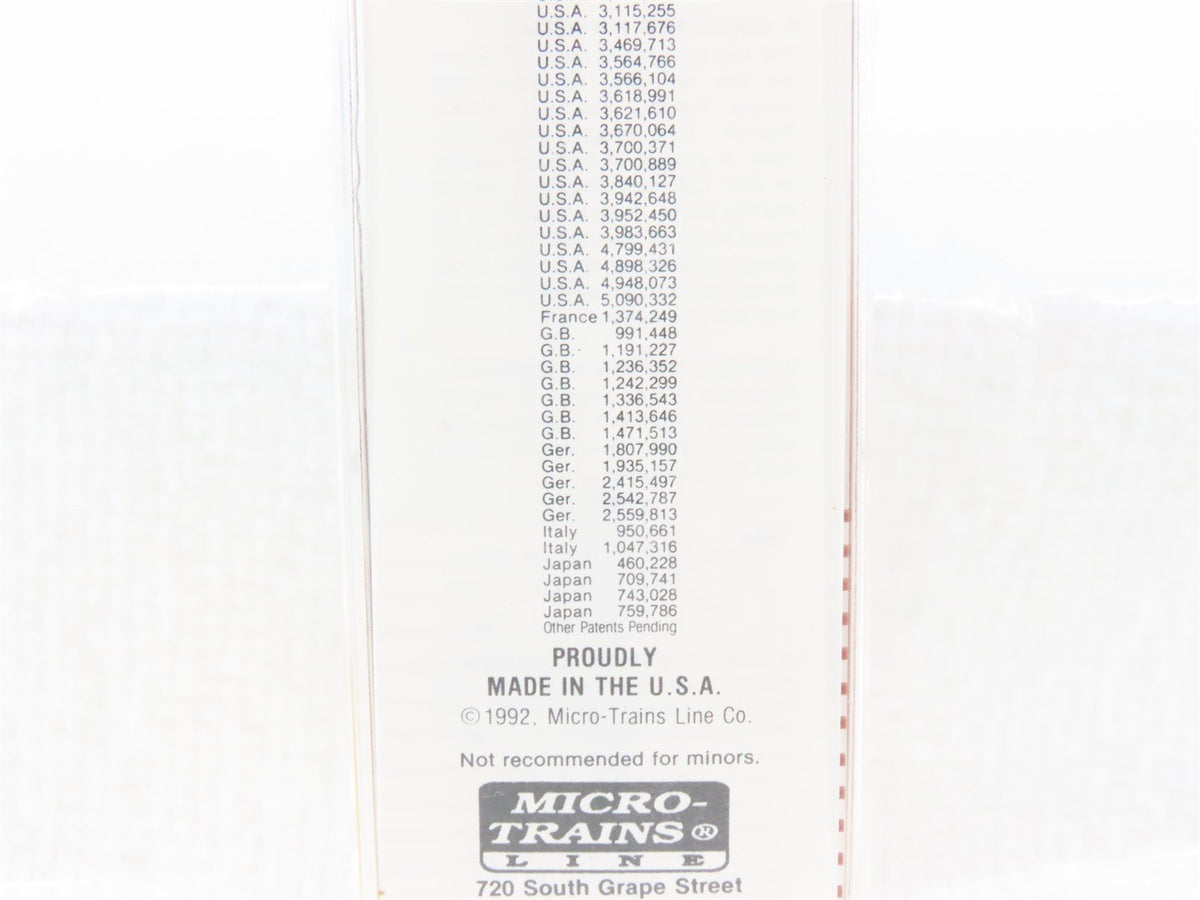 U.S.A. 3,115,255
U.S.A. 3,117,676
U.S.A. 3,469,713
U.S.A. 3,564,766
U.S.A. 3,566,104
U.S.A. 3,618,991
U.S.A. 3,621,610
U.S.A. 3,670,064
U.S.A. 3,700,371
U.S.A. 3,700,889
U.S.A. 3,840,127
U.S.A. 3,942,648
U.S.A. 3,952,450
U.S.A. 3,983,663
U.S.A. 4,799,431
U.S.A. 4,898,326
U.S.A. 4,948,073
U.S.A. 5,090,332
France 1,374,249
G.B. 991,448
G.B. 1,191,227
G.B. 1,236,352
G.B. 1,242,299
G.B. 1,336,543
G.B. 1,413,646
G.B. 1,471,513
Ger. 1,807,990
Ger. 1,935,157
Ger. 2,415,497
Ger. 2,542,787
Ger. 2,559,813
Italy 950,661
Italy 1,047,316
Japan 460,228
Japan 709,741
Japan 743,028
Japan 759,786
Other Patents Pending
PROUDLY
MADE IN THE U.S.A.
©1992, Micro-Trains Line Co.
Not recommended for minors.
MICRO-
TRAINS®
LINE
720 South Grape Street